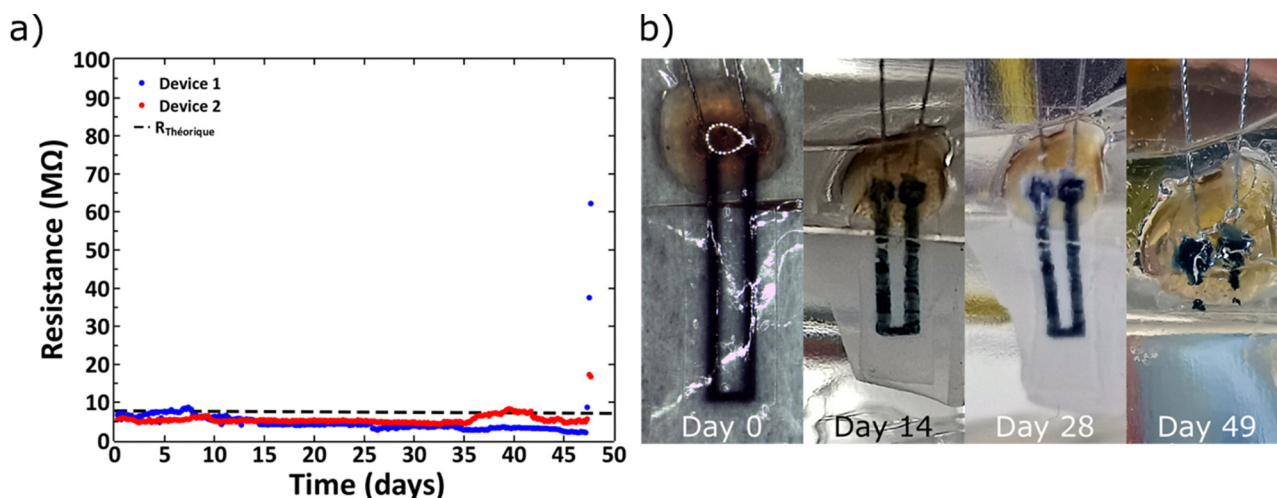 a)
b)
Resistance (MΩ)
100
90
80
70
60
50
40
30
20
10
0
Device 1
Device 2
RThéorique
0 5 10 15 20 25 30 35 40 45 50
Time (days)
Day 0
Day 14
Day 28
Day 49